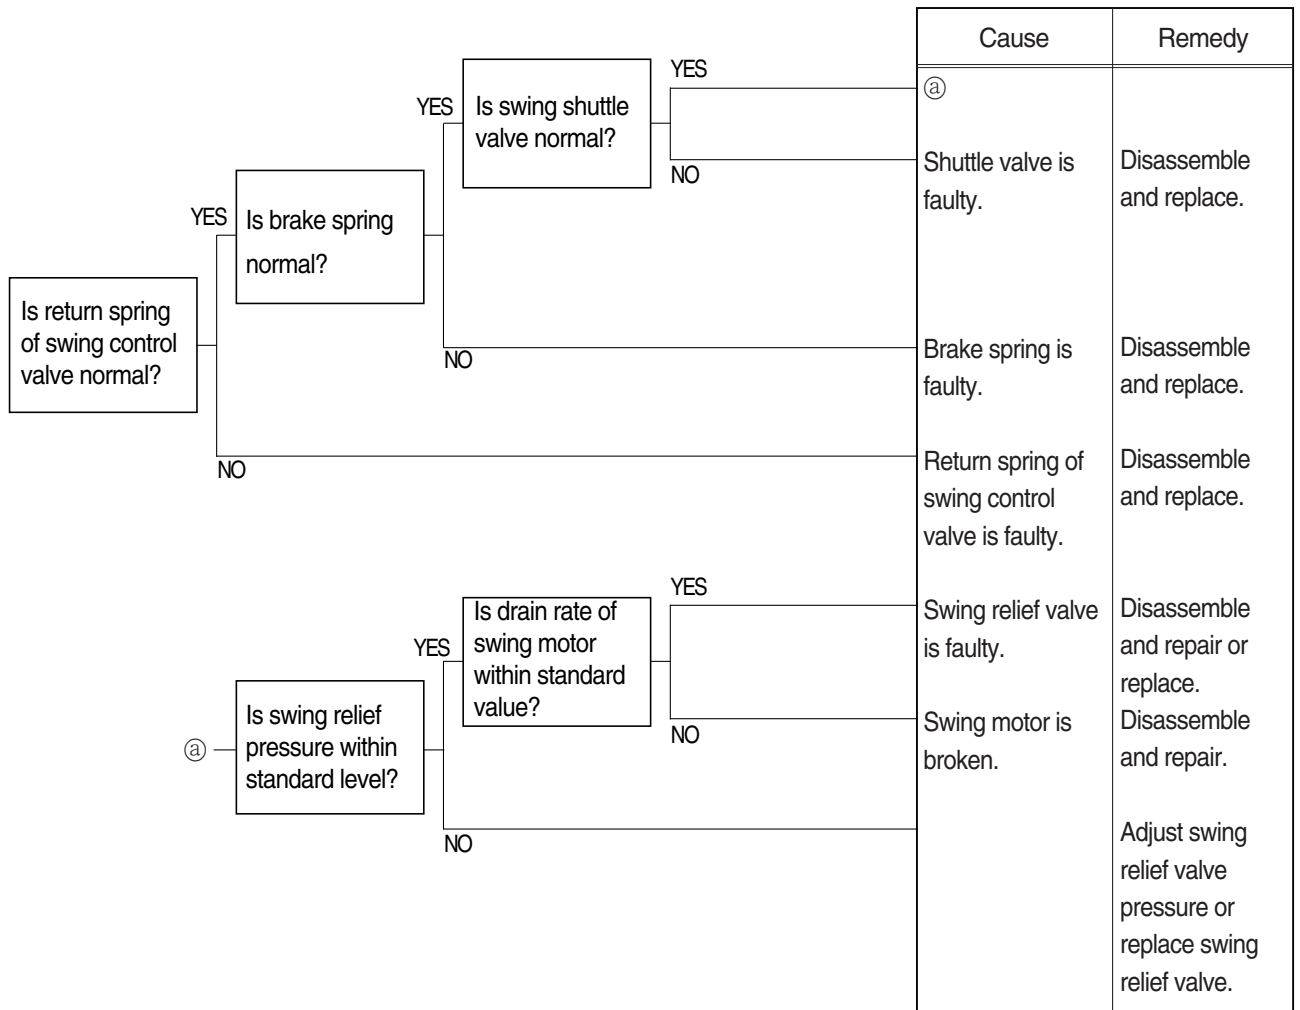 Cause
Remedy
YES
ⓐ
YES
Is swing shuttle
valve normal?
Shuttle valve is
faulty.
Disassemble
and replace.
NO
YES
Is brake spring
normal?
Is return spring
of swing control
valve normal?
NO
Brake spring is
faulty.
Disassemble
and replace.
NO
Return spring of
swing control
valve is faulty.
Disassemble
and replace.
YES
Is drain rate of
swing motor
within standard
value?
Swing relief valve
is faulty.
Disassemble
and repair or
replace.
YES
Is swing relief
pressure within
standard level?
ⓐ
NO
Swing motor is
broken.
Disassemble
and repair.
NO
Adjust swing
relief valve
pressure or
replace swing
relief valve.